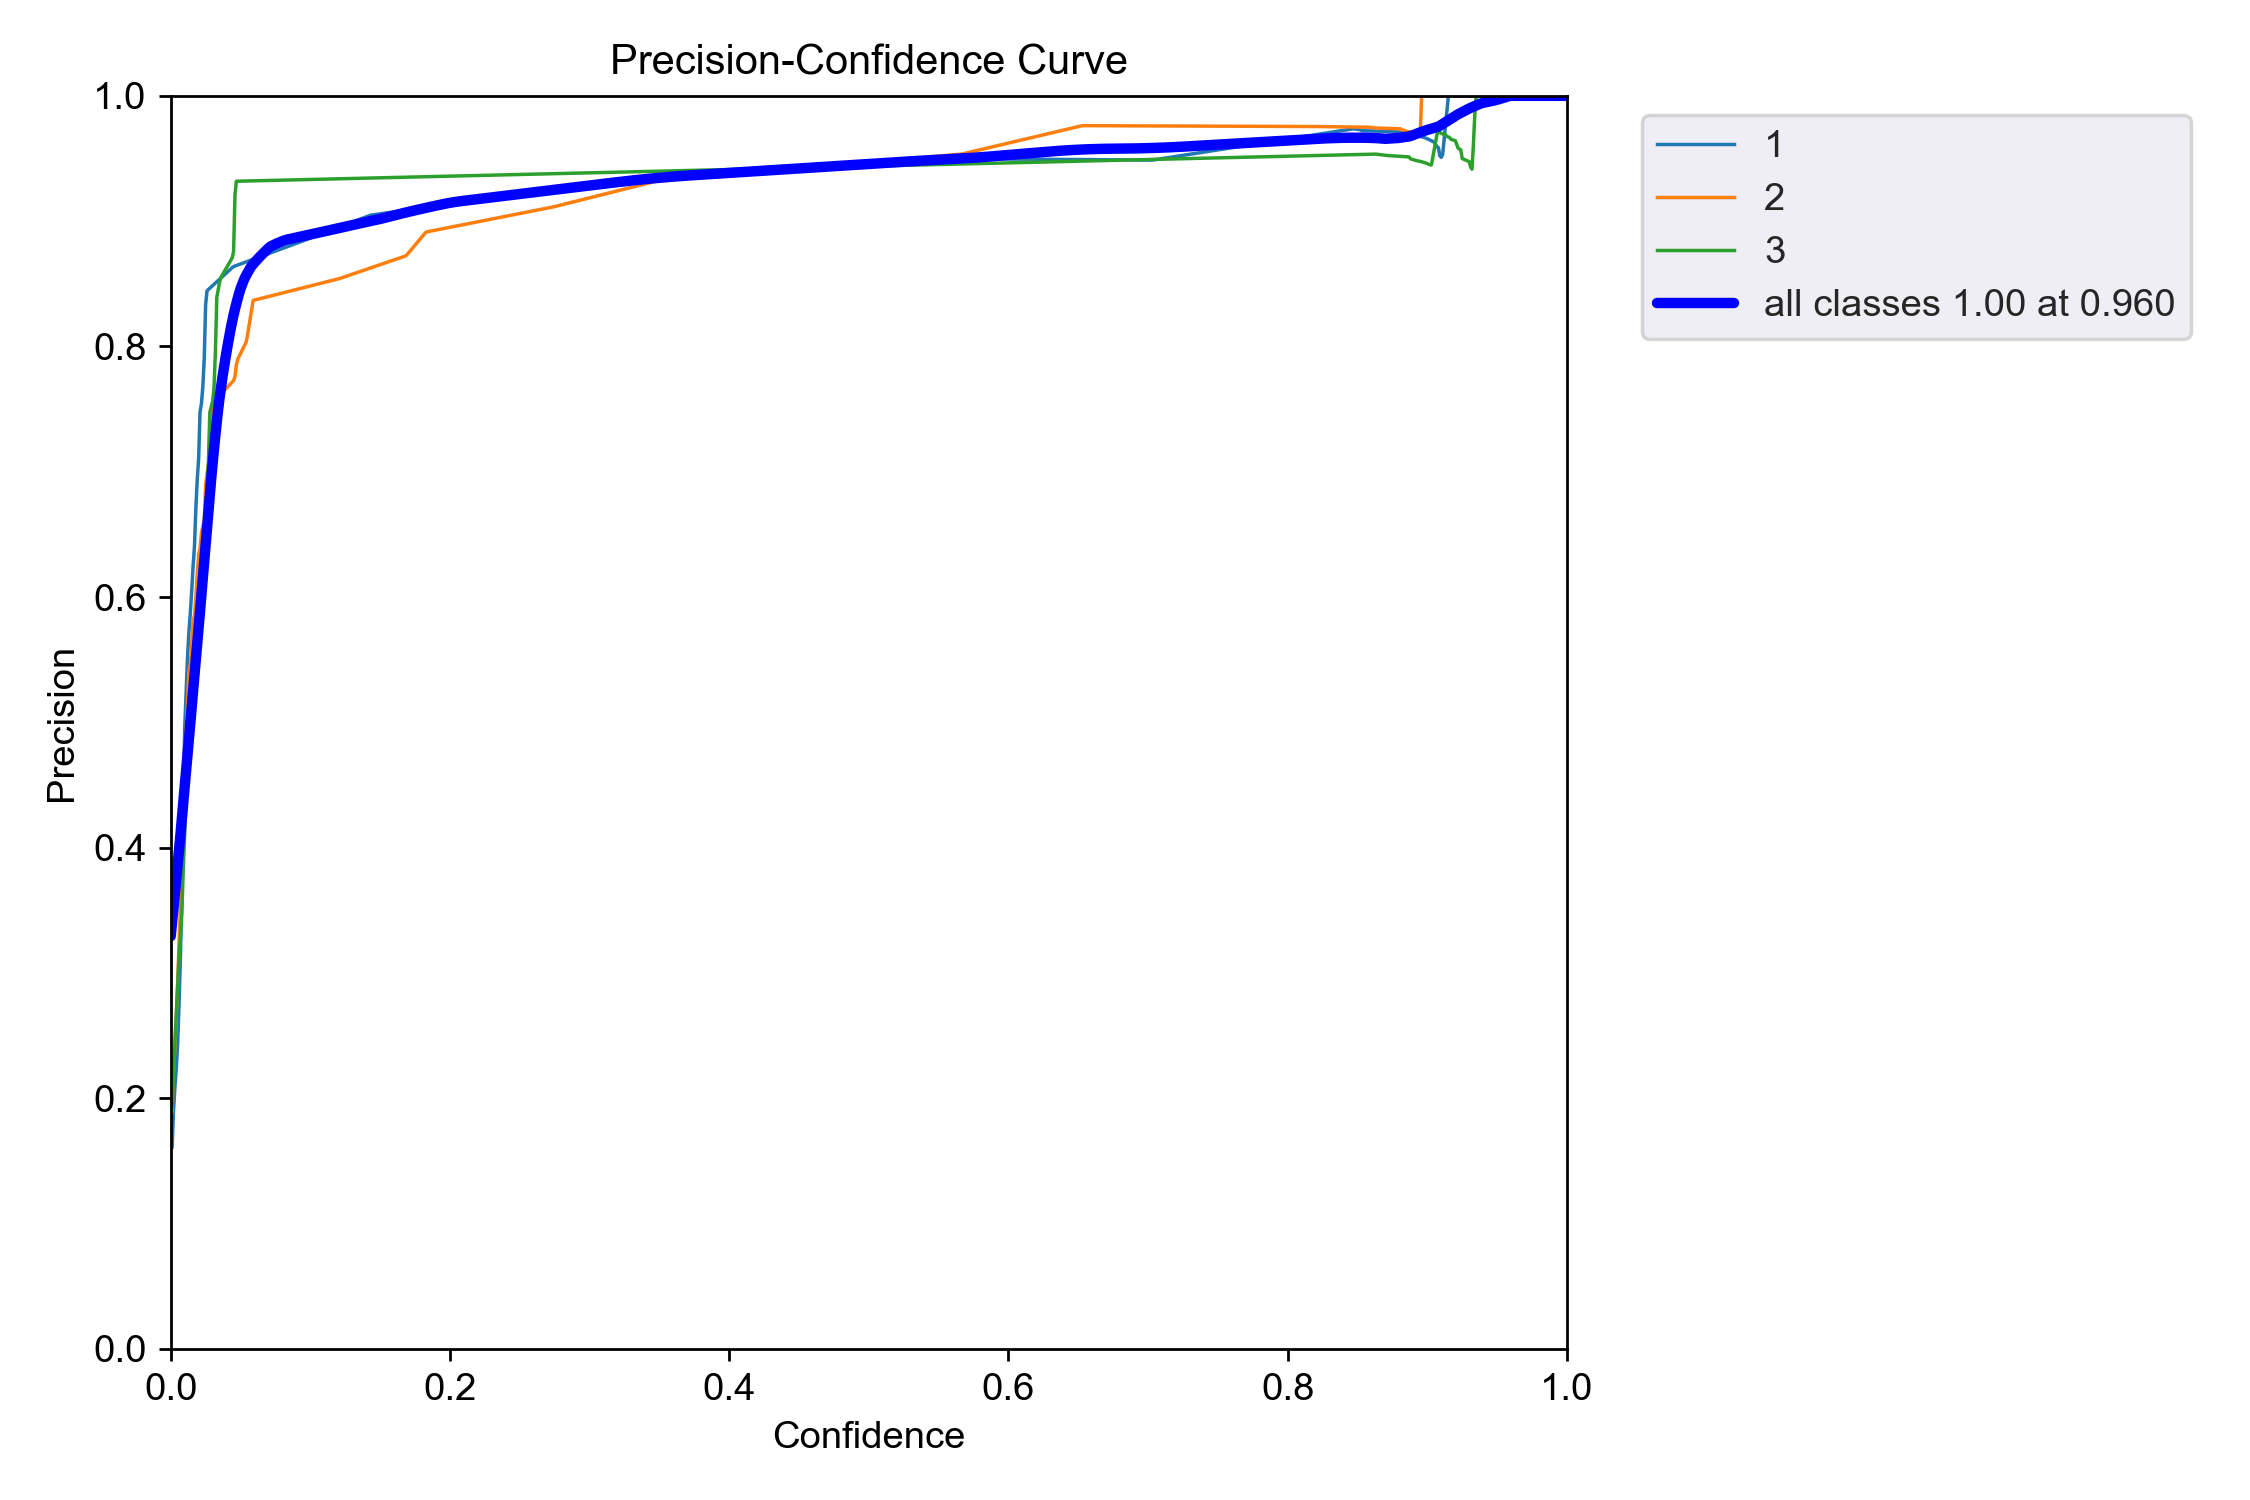 Precision-Confidence Curve
1.0
0.8
0.6
0.4
0.2
0.0
Precision
0.0 0.2 0.4 0.6 0.8 1.0
Confidence
1
2
3
all classes 1.00 at 0.960